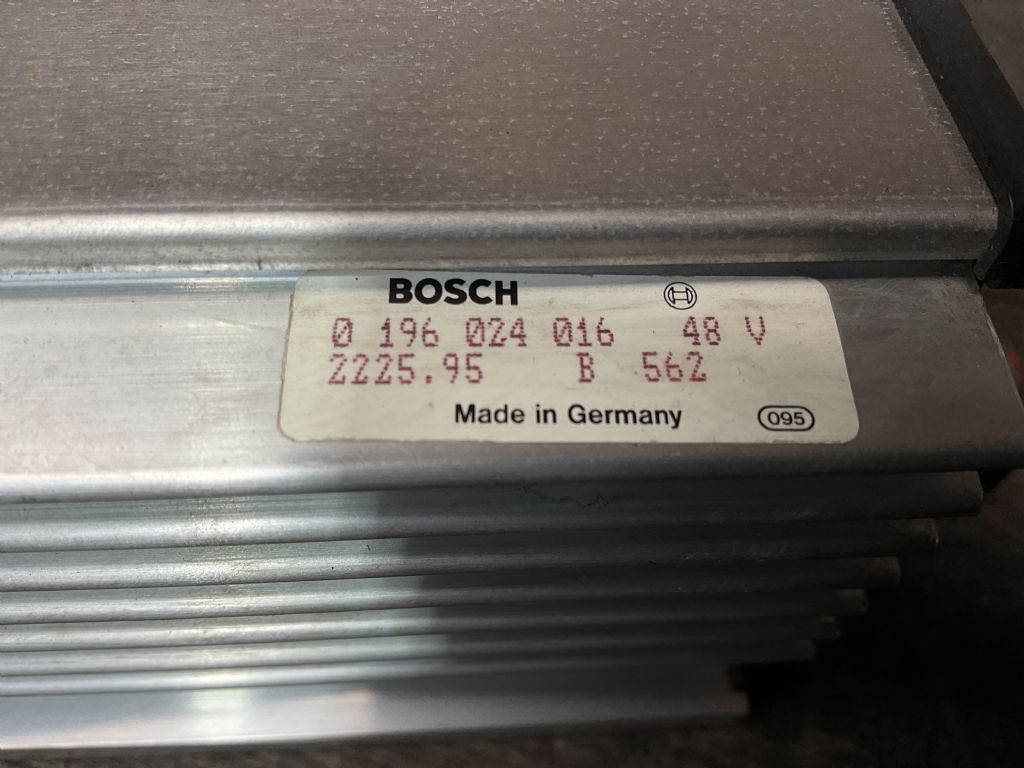 BOSCH
0 196 024 016 48 V
2225.95 B 562
Made in Germany 095